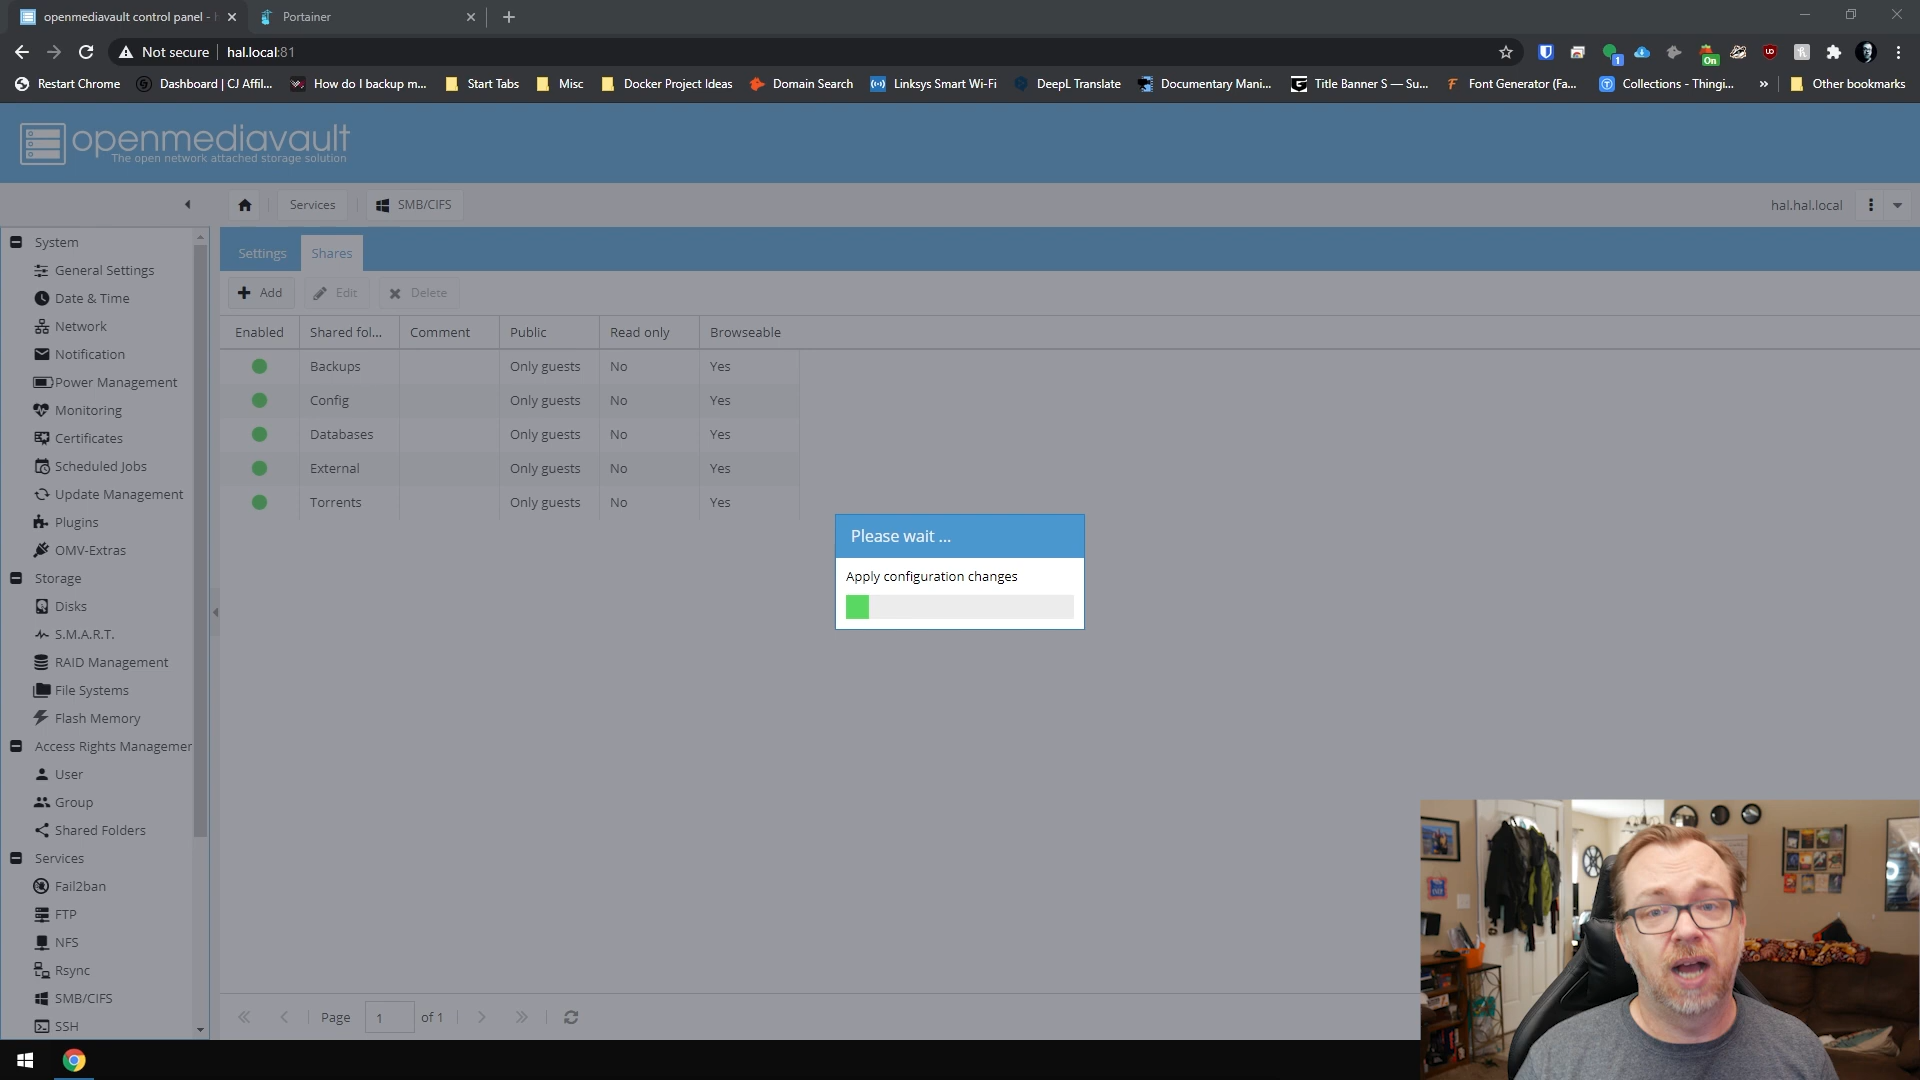 openmediavault control panel - h
Portainer
Not secure
hal.local:81
Restart Chrome
Dashboard | CJ Affil...
How do I backup m...
Start Tabs
Misc
Docker Project Ideas
Domain Search
Linksys Smart Wi-Fi
DeepL Translate
Documentary Mani...
Title Banner S — Su...
Font Generator (Fa...
Collections - Thingi...
»
Other bookmarks
1
On
openmediavault
The open network attached storage solution
Services
SMB/CIFS
hal.hal.local
System
General Settings
Date & Time
Network
Notification
Power Management
Monitoring
Certificates
Scheduled Jobs
Update Management
Plugins
OMV-Extras
Storage
Disks
S.M.A.R.T.
RAID Management
File Systems
Flash Memory
Access Rights Managemer
User
Group
Shared Folders
Services
Fail2ban
FTP
NFS
Rsync
SMB/CIFS
SSH
Settings
Shares
Add
Edit
Delete
Enabled Shared fol... Comment Public Read only Browseable
Backups Only guests No Yes
Config Only guests No Yes
Databases Only guests No Yes
External Only guests No Yes
Torrents Only guests No Yes
Please wait ...
Apply configuration changes
Page 1 of 1